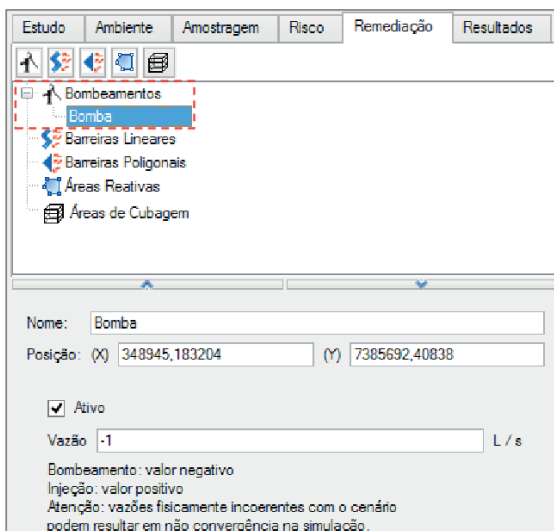 Estudo Ambiente Amostragem Risco Remediação Resultados
Bombeamentos
Bomba
Barreiras Lineares
Barreiras Poligonais
Áreas Reativas
Áreas de Cubagem
Nome: Bomba
Posição: (X) 348945,183204 (Y) 7385692,40838
Ativo
Vazão -1 L / s
Bombeamento: valor negativo
Injeção: valor positivo
Atenção: vazões fisicamente incoerentes com o cenário
podem resultar em não convergência na simulação.